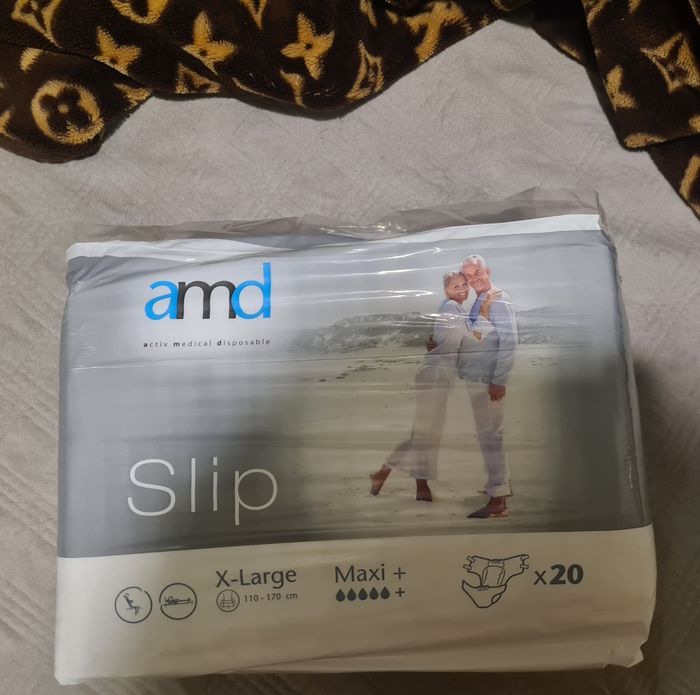 amd
activ medical disposable
Slip
X-Large
110 - 170 cm
Maxi +
+
x20